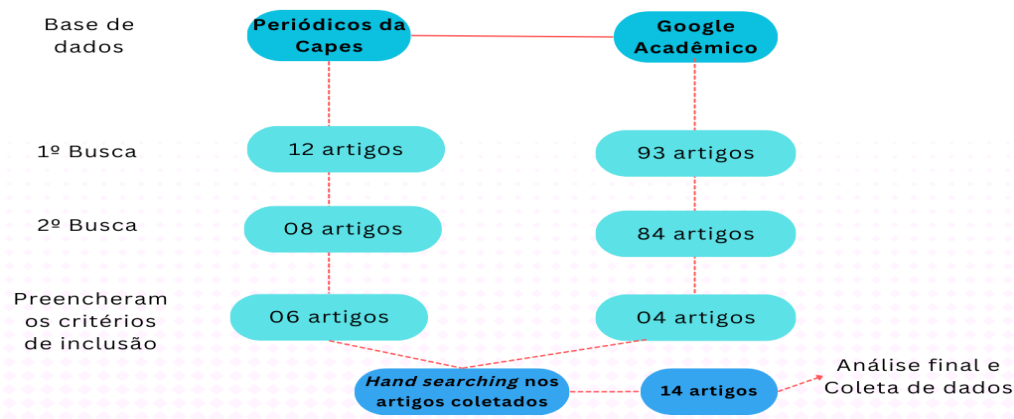 Base de
dados
Periódicos da
Capes
Google
Acadêmico
1º Busca
12 artigos
93 artigos
2º Busca
08 artigos
84 artigos
Preencheram
os critérios
de inclusão
06 artigos
04 artigos
Hand searching nos
artigos coletados
14 artigos
Análise final e
Coleta de dados